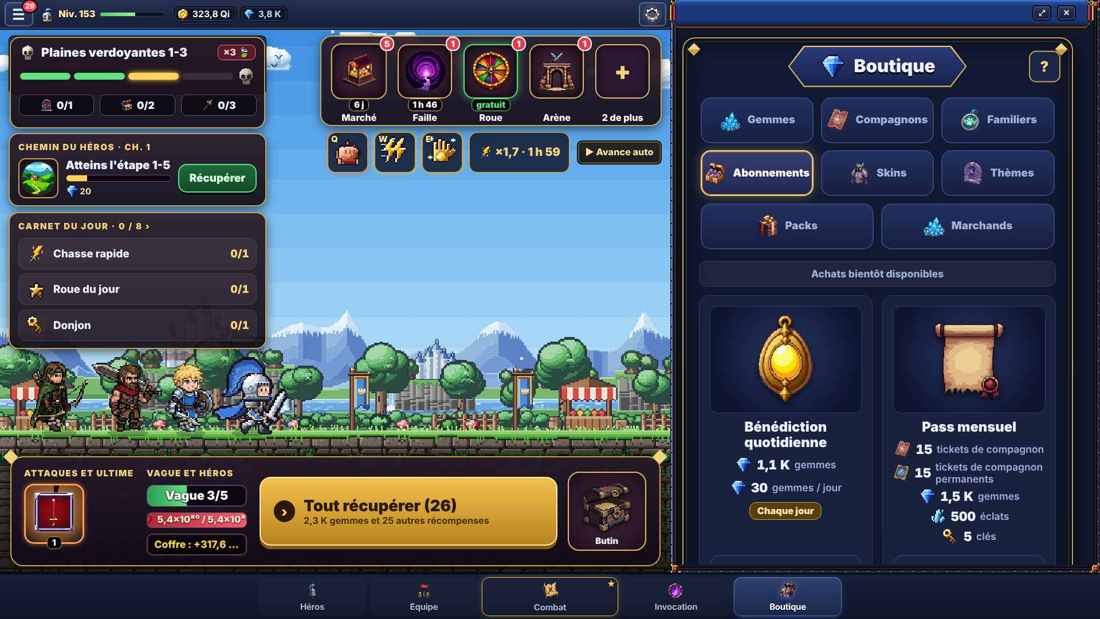 28
Niv. 153
323,8 Qi
3,8 K
Plaines verdoyantes 1-3
×3
0/1
0/2
0/3
CHEMIN DU HÉROS · CH. 1
Atteins l'étape 1-5
20
Récupérer
CARNET DU JOUR · 0 / 8 ›
Chasse rapide
0/1
Roue du jour
0/1
Donjon
0/1
5
1
1
1
6 j
1 h 46
gratuit
Marché
Faille
Roue
Arène
2 de plus
Q
W
×1,7 · 1 h 59
Avance auto
ATTAQUES ET ULTIME
1
VAGUE ET HÉROS
Vague 3/5
Coffre : +317,6 ...
Tout récupérer (26)
2,3 K gemmes et 25 autres récompenses
Butin
Héros
Équipe
Combat
Invocation
Boutique
Boutique
?
Gemmes
Compagnons
Familiers
Abonnements
Skins
Thèmes
Packs
Marchands
Achats bientôt disponibles
Bénédiction
quotidienne
1,1 K gemmes
30 gemmes / jour
Chaque jour
Pass mensuel
15 tickets de compagnon
15 tickets de compagnon
permanents
1,5 K gemmes
500 éclats
5 clés